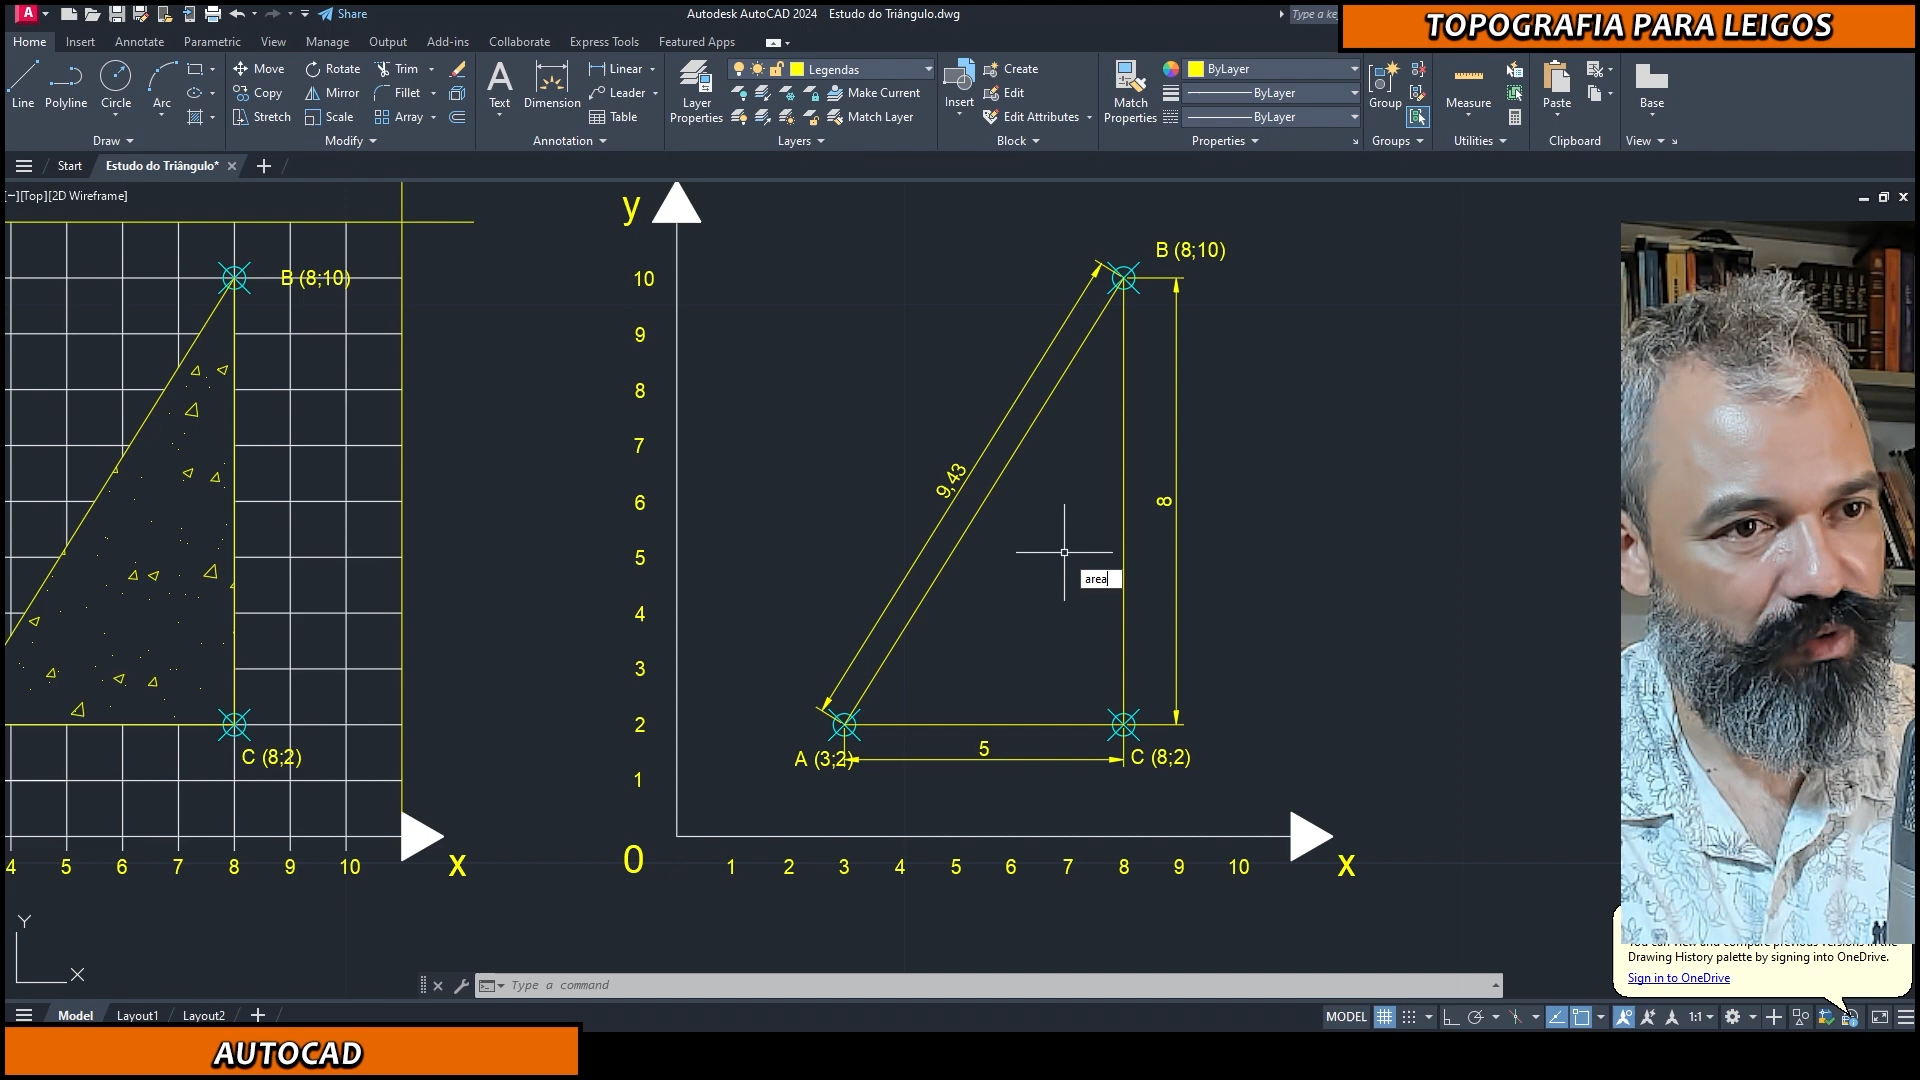 Share
Autodesk AutoCAD 2024 Estudo do Triângulo.dwg
Type a ke
TOPOGRAFIA PARA LEIGOS
Home Insert Annotate Parametric View Manage Output Add-ins Collaborate Express Tools Featured Apps
Line Polyline Circle Arc
Draw
Move Rotate Trim
Copy Mirror Fillet
Stretch Scale Array
Modify
Text Dimension
Linear
Leader
Table
Annotation
Layer Properties
Legendas
Make Current
Match Layer
Layers
Insert
Create
Edit
Edit Attributes
Block
Match Properties
ByLayer
ByLayer
ByLayer
Properties
Group
Groups
Measure
Utilities
Paste
Clipboard
Base
View
Start Estudo do Triângulo*
[−][Top][2D Wireframe]
B (8;10)
C (8;2)
4 5 6 7 8 9 10
x
y
10
9
8
7
6
5
4
3
2
1
0
1 2 3 4 5 6 7 8 9 10
x
B (8;10)
9,43
8
area
5
A (3;2)
C (8;2)
Y
X
Type a command
Drawing History palette by signing into OneDrive.
Sign in to OneDrive
Model Layout1 Layout2
MODEL
1:1
AUTOCAD